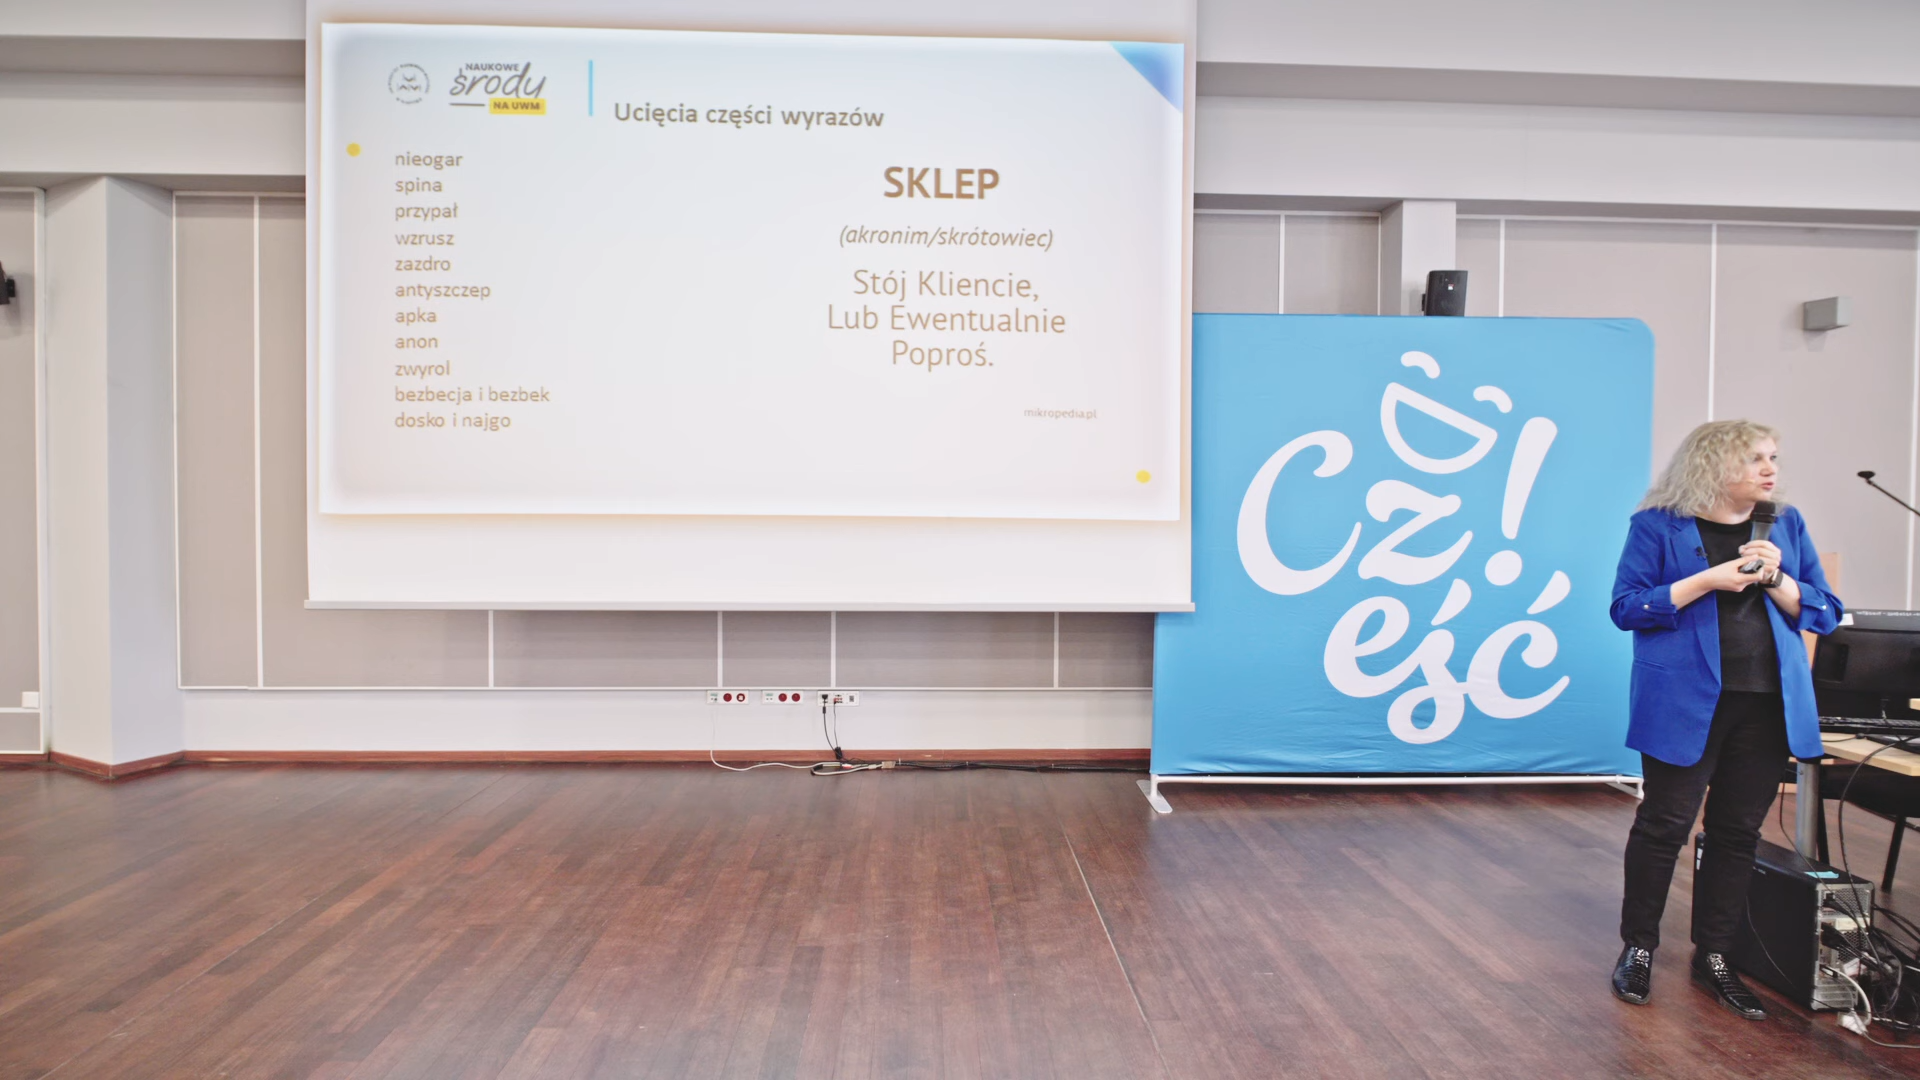 NAUKOWE
środy
NA UWM
Ucięcia części wyrazów
nieogar
spina
przypał
wzrusz
zazdro
antyszczep
apka
anon
zwyrol
bezbecja i bezbek
dosko i najgo
SKLEP
(akronim/skrótowiec)
Stój Kliencie,
Lub Ewentualnie
Poproś.
mikropedia.pl
Cz!
eść